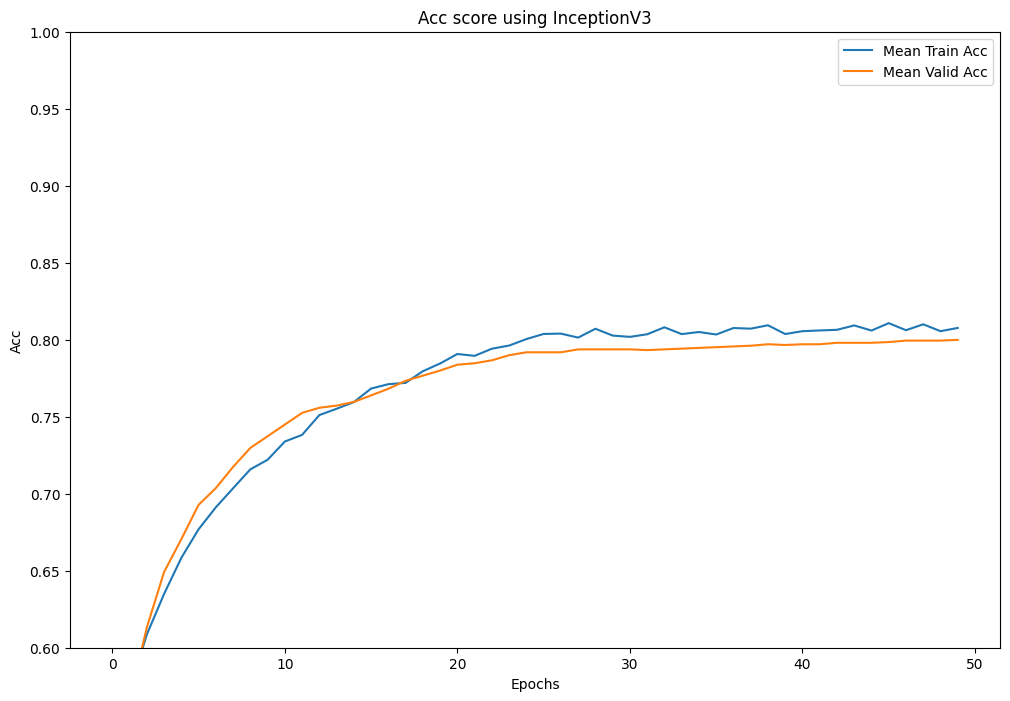 Acc score using InceptionV3
Mean Train Acc
Mean Valid Acc
1.00
0.95
0.90
0.85
0.80
0.75
0.70
0.65
0.60
Acc
0 10 20 30 40 50
Epochs